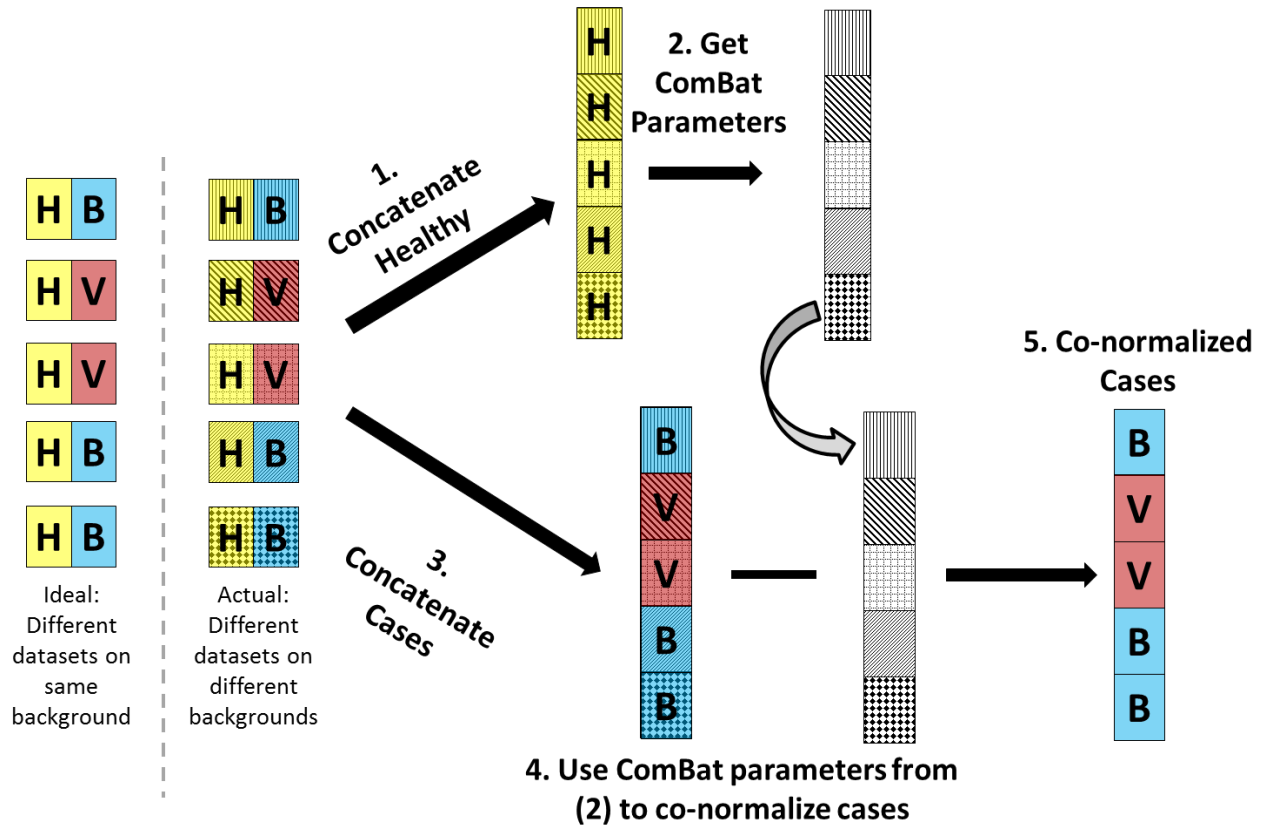 H B
H V
H V
H B
H B
Ideal:
Different
datasets on
same
background
H B
H V
H V
H B
H B
Actual:
Different
datasets on
different
backgrounds
1.
Concatenate
Healthy
H
H
H
H
H
2. Get
ComBat
Parameters
3.
Concatenate
Cases
B
V
V
B
B
4. Use ComBat parameters from
(2) to co-normalize cases
5. Co-normalized
Cases
B
V
V
B
B